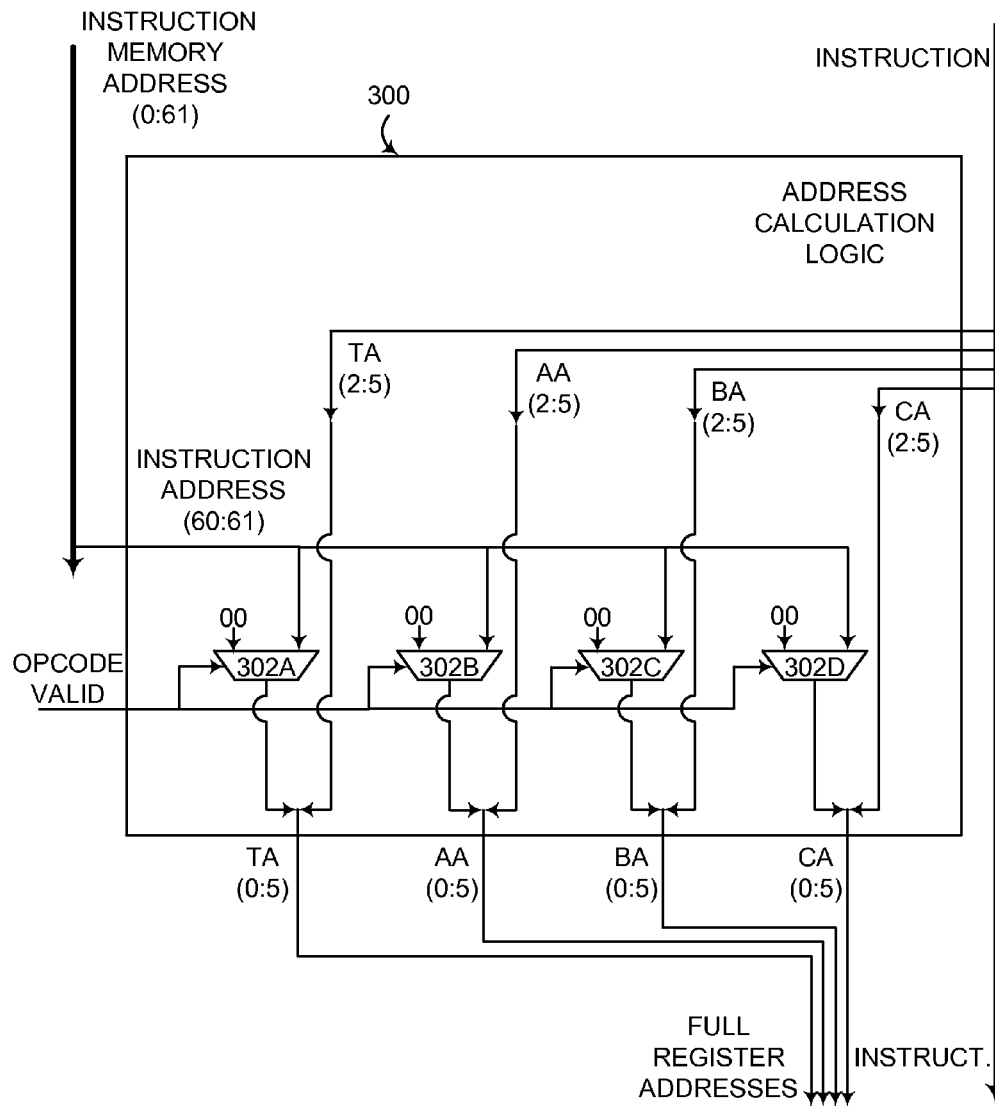 INSTRUCTION
MEMORY
ADDRESS
(0:61)
INSTRUCTION
300
ADDRESS
CALCULATION
LOGIC
TA
(2:5)
AA
(2:5)
BA
(2:5)
CA
(2:5)
INSTRUCTION
ADDRESS
(60:61)
00
00
00
00
302A
302B
302C
302D
OPCODE
VALID
TA
(0:5)
AA
(0:5)
BA
(0:5)
CA
(0:5)
FULL
REGISTER
ADDRESSES
INSTRUCT.